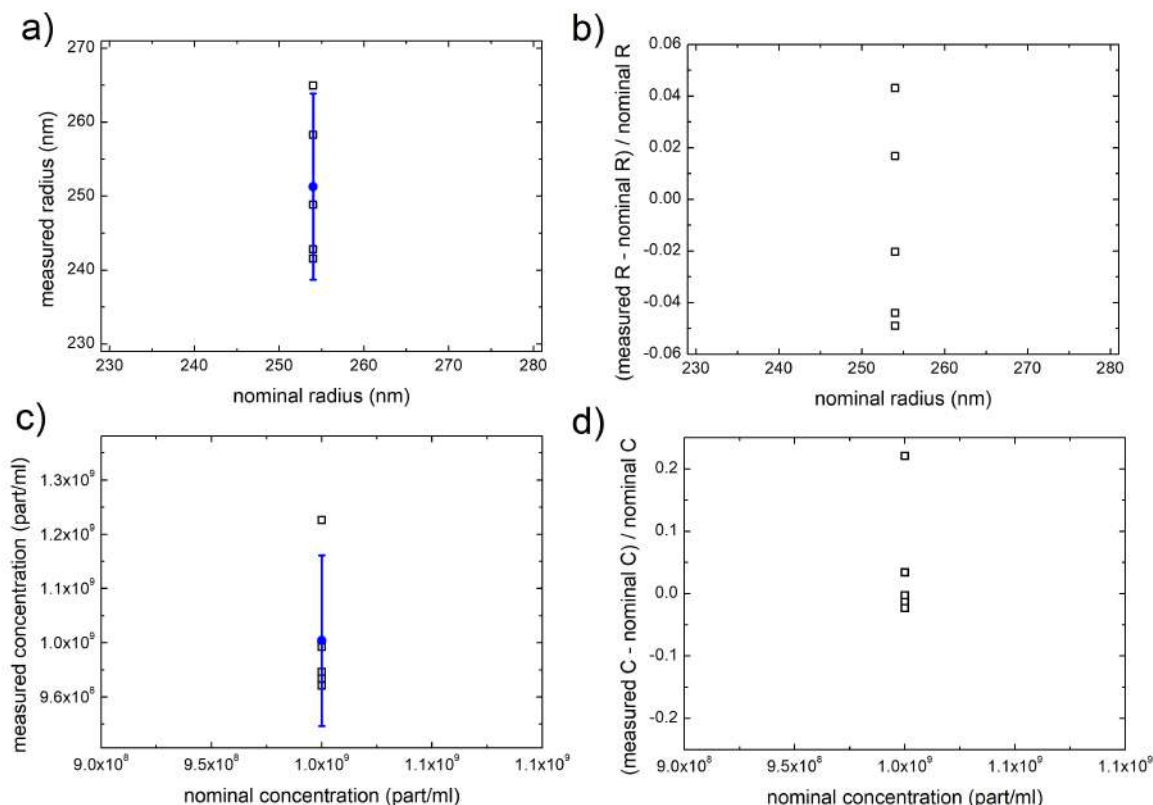 a)
measured radius (nm)
270
260
250
240
230
230 240 250 260 270 280
nominal radius (nm)
b)
(measured R - nominal R) / nominal R
0.06
0.04
0.02
0.00
-0.02
-0.04
-0.06
230 240 250 260 270 280
nominal radius (nm)
c)
measured concentration (part/ml)
1.3x10⁹
1.2x10⁹
1.1x10⁹
1.0x10⁹
9.6x10⁸
9.0x10⁸ 9.5x10⁸ 1.0x10⁹ 1.1x10⁹ 1.1x10⁹
nominal concentration (part/ml)
d)
(measured C - nominal C) / nominal C
0.2
0.1
0.0
-0.1
-0.2
9.0x10⁸ 9.5x10⁸ 1.0x10⁹ 1.1x10⁹ 1.1x10⁹
nominal concentration (part/ml)